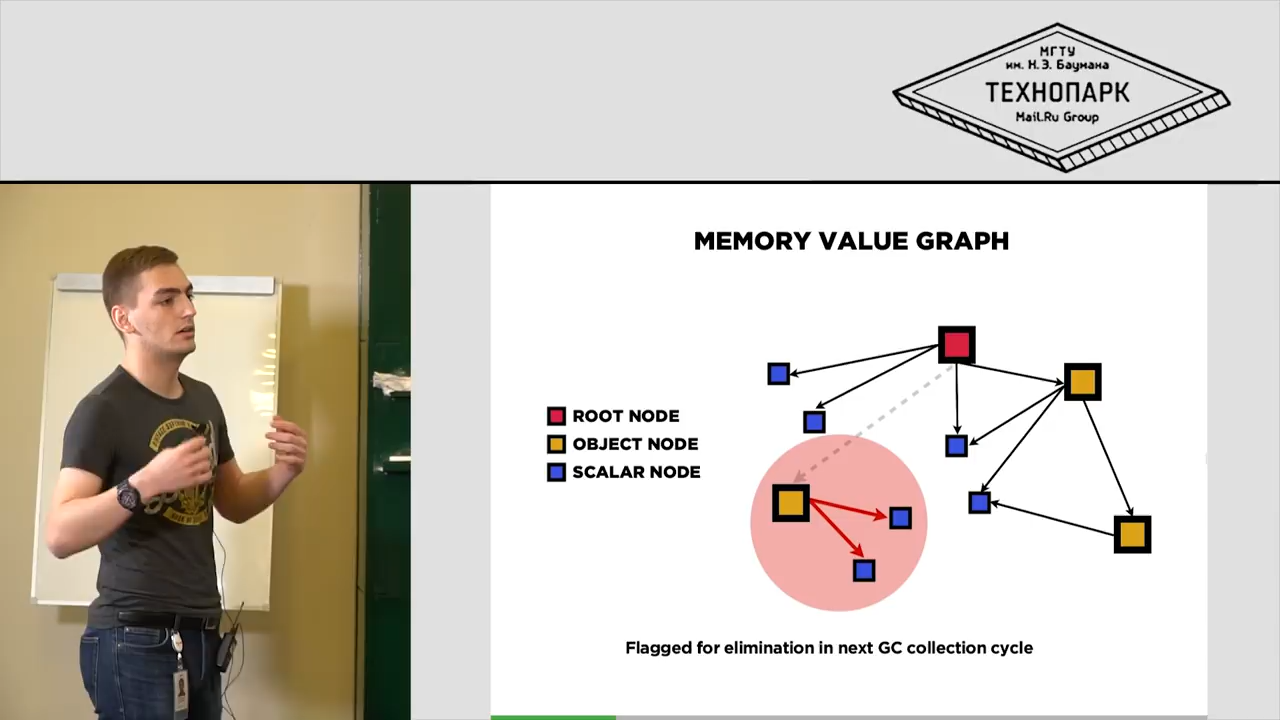 МГТУ
им. Н.Э. Баумана
ТЕХНОПАРК
Mail.Ru Group
MEMORY VALUE GRAPH
ROOT NODE
OBJECT NODE
SCALAR NODE
Flagged for elimination in next GC collection cycle